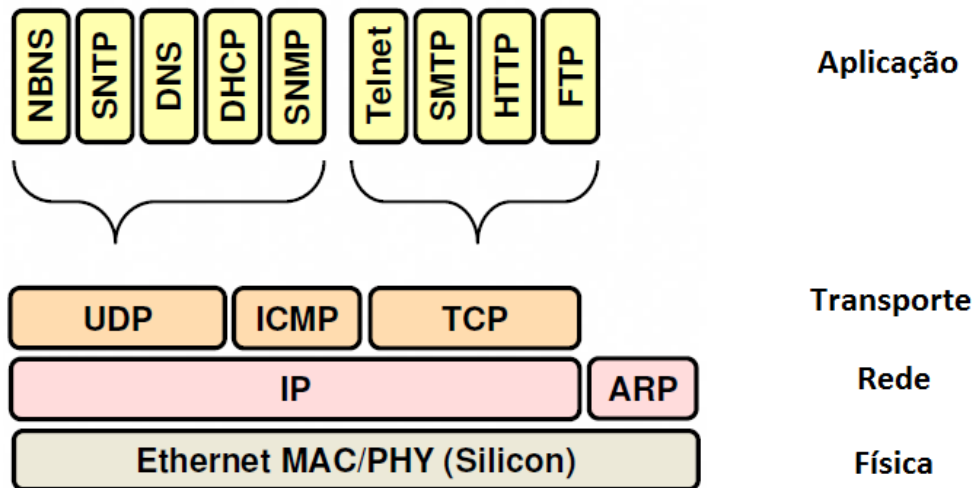 NBNS SNTP DNS DHCP SNMP Telnet SMTP HTTP FTP Aplicação
UDP ICMP TCP Transporte
IP ARP Rede
Ethernet MAC/PHY (Silicon) Física